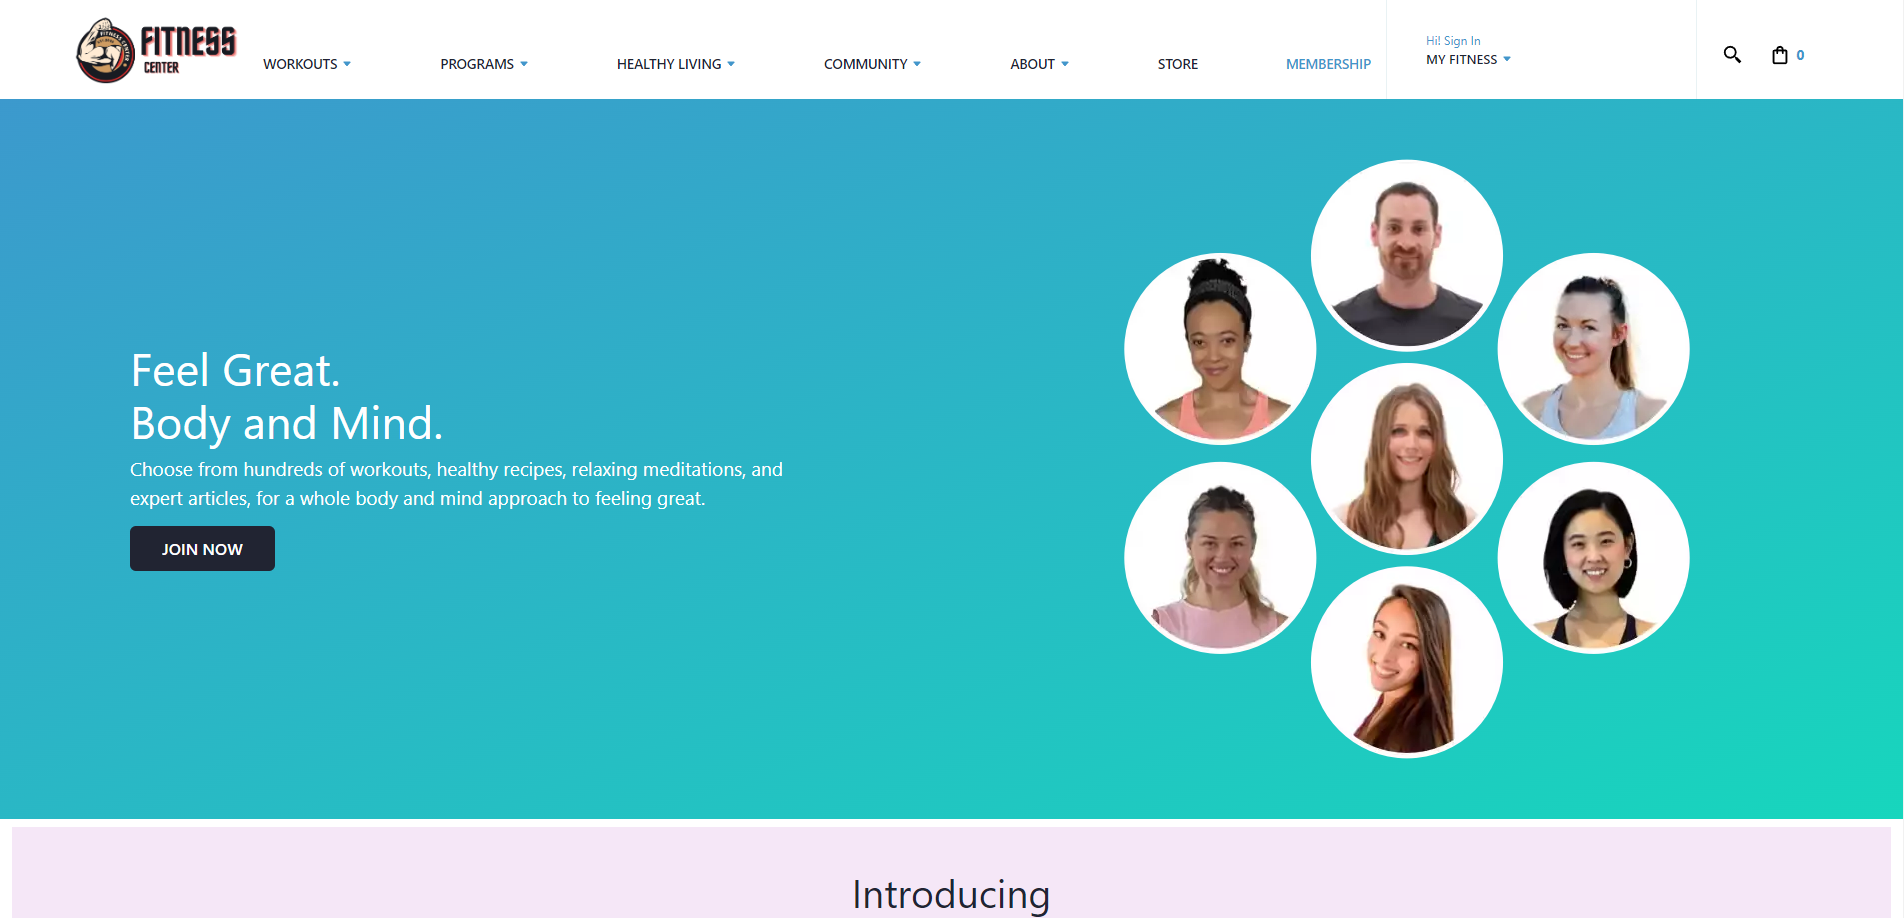 FITNESS
CENTER
WORKOUTS
PROGRAMS
HEALTHY LIVING
COMMUNITY
ABOUT
STORE
MEMBERSHIP
Hi! Sign In
MY FITNESS
0
Feel Great.
Body and Mind.
Choose from hundreds of workouts, healthy recipes, relaxing meditations, and
expert articles, for a whole body and mind approach to feeling great.
JOIN NOW
Introducing